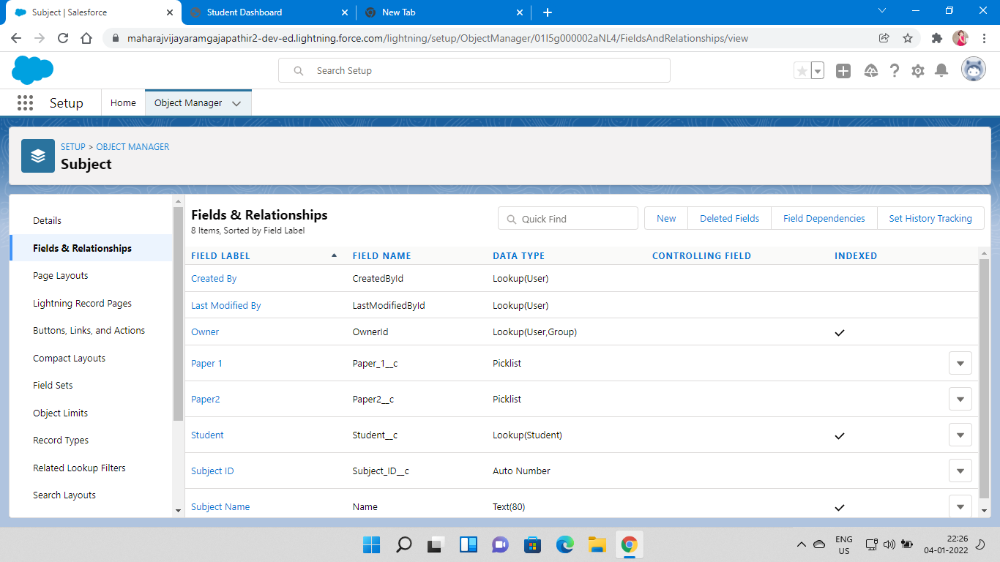 Subject | Salesforce
Student Dashboard
New Tab
maharajvijayaramgajapathir2-dev-ed.lightning.force.com/lightning/setup/ObjectManager/01I5g000002aNL4/FieldsAndRelationships/view
Search Setup
Setup
Home
Object Manager
SETUP > OBJECT MANAGER
Subject
Details
Fields & Relationships
Page Layouts
Lightning Record Pages
Buttons, Links, and Actions
Compact Layouts
Field Sets
Object Limits
Record Types
Related Lookup Filters
Search Layouts
Fields & Relationships
8 Items, Sorted by Field Label
Quick Find
New
Deleted Fields
Field Dependencies
Set History Tracking
FIELD LABEL FIELD NAME DATA TYPE CONTROLLING FIELD INDEXED
Created By CreatedById Lookup(User)
Last Modified By LastModifiedById Lookup(User)
Owner OwnerId Lookup(User,Group)
Paper 1 Paper_1__c Picklist
Paper2 Paper2__c Picklist
Student Student__c Lookup(Student)
Subject ID Subject_ID__c Auto Number
Subject Name Name Text(80)
ENG
US
22:26
04-01-2022